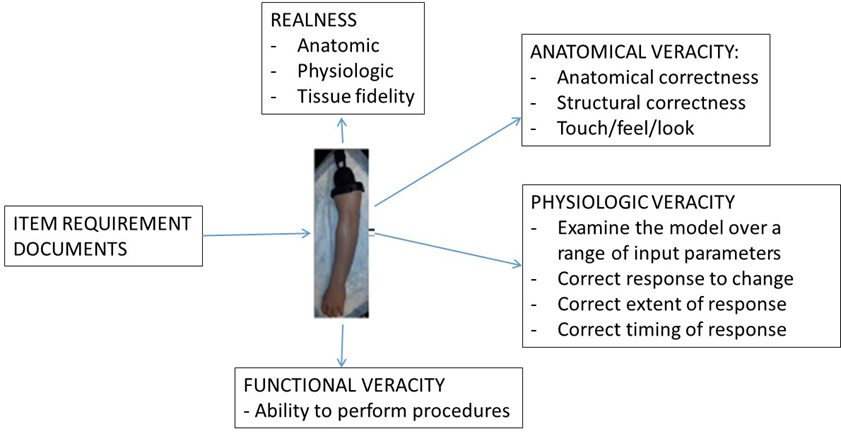 REALNESS
- Anatomic
- Physiologic
- Tissue fidelity
ANATOMICAL VERACITY:
- Anatomical correctness
- Structural correctness
- Touch/feel/look
ITEM REQUIREMENT
DOCUMENTS
PHYSIOLOGIC VERACITY
- Examine the model over a
range of input parameters
- Correct response to change
- Correct extent of response
- Correct timing of response
FUNCTIONAL VERACITY
- Ability to perform procedures